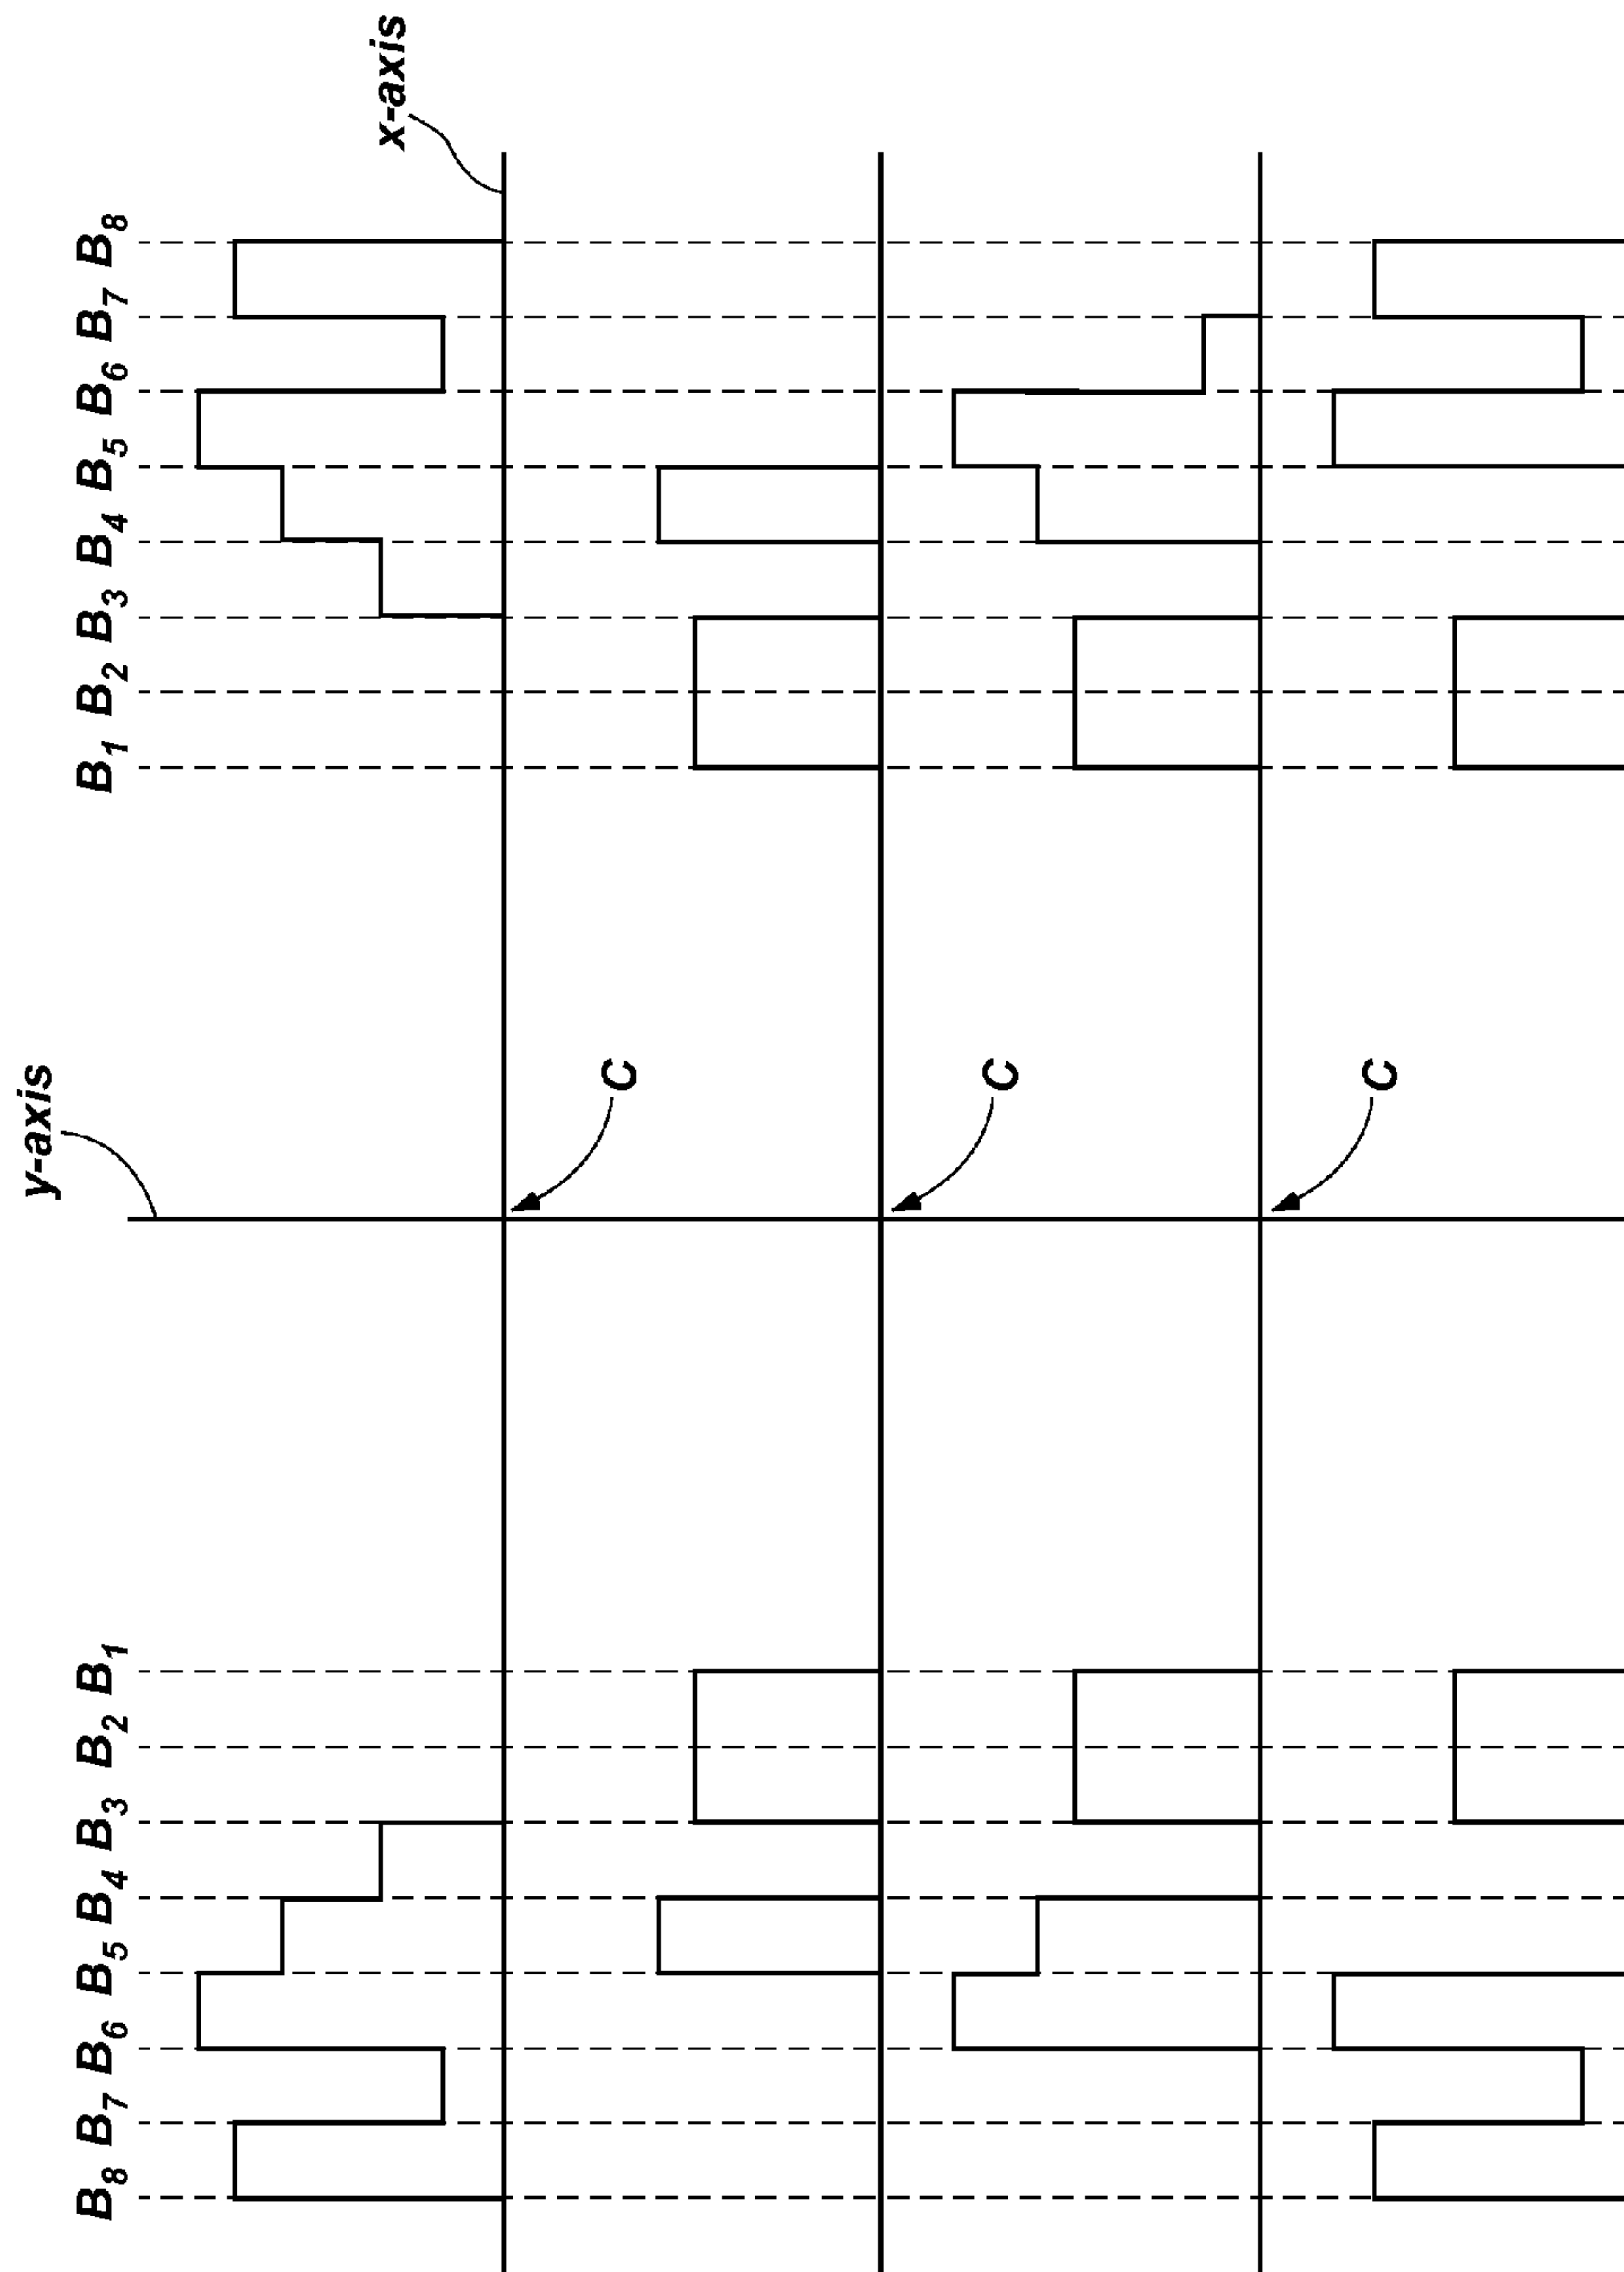 y-axis
B₈ B₇ B₆ B₅ B₄ B₃ B₂ B₁ B₁ B₂ B₃ B₄ B₅ B₆ B₇ B₈
x-axis
C
C
C